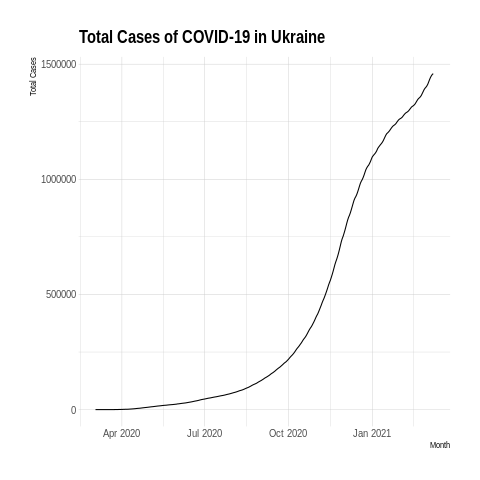 Total Cases of COVID-19 in Ukraine
Total Cases
1500000
1000000
500000
0
Apr 2020 Jul 2020 Oct 2020 Jan 2021
Month